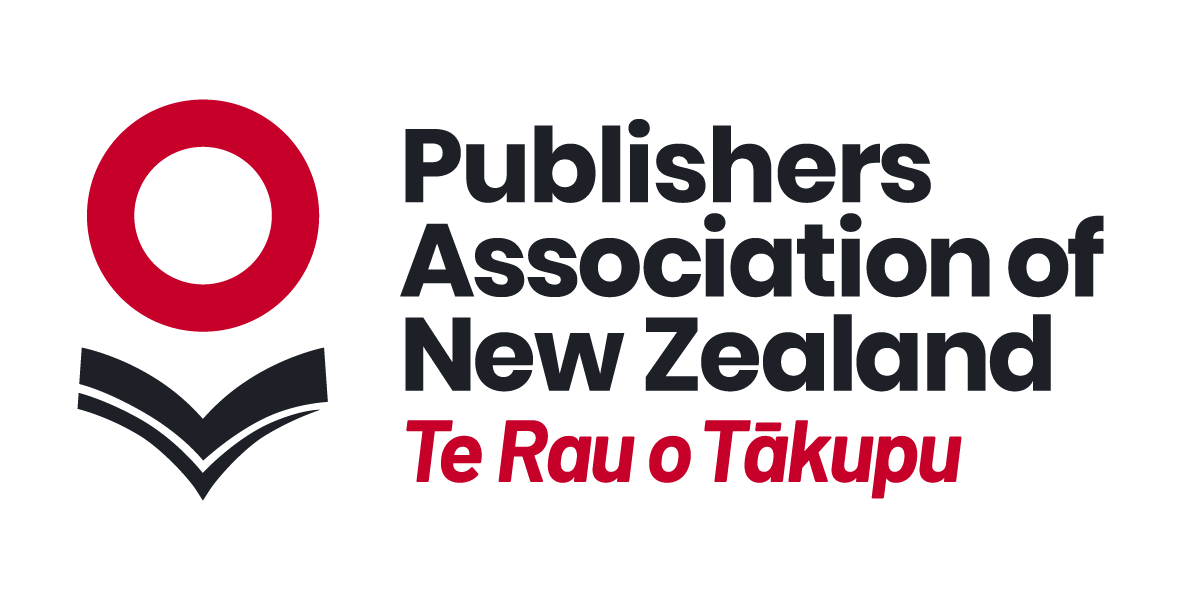 Publishers
Association of
New Zealand
Te Rau o Tākupu